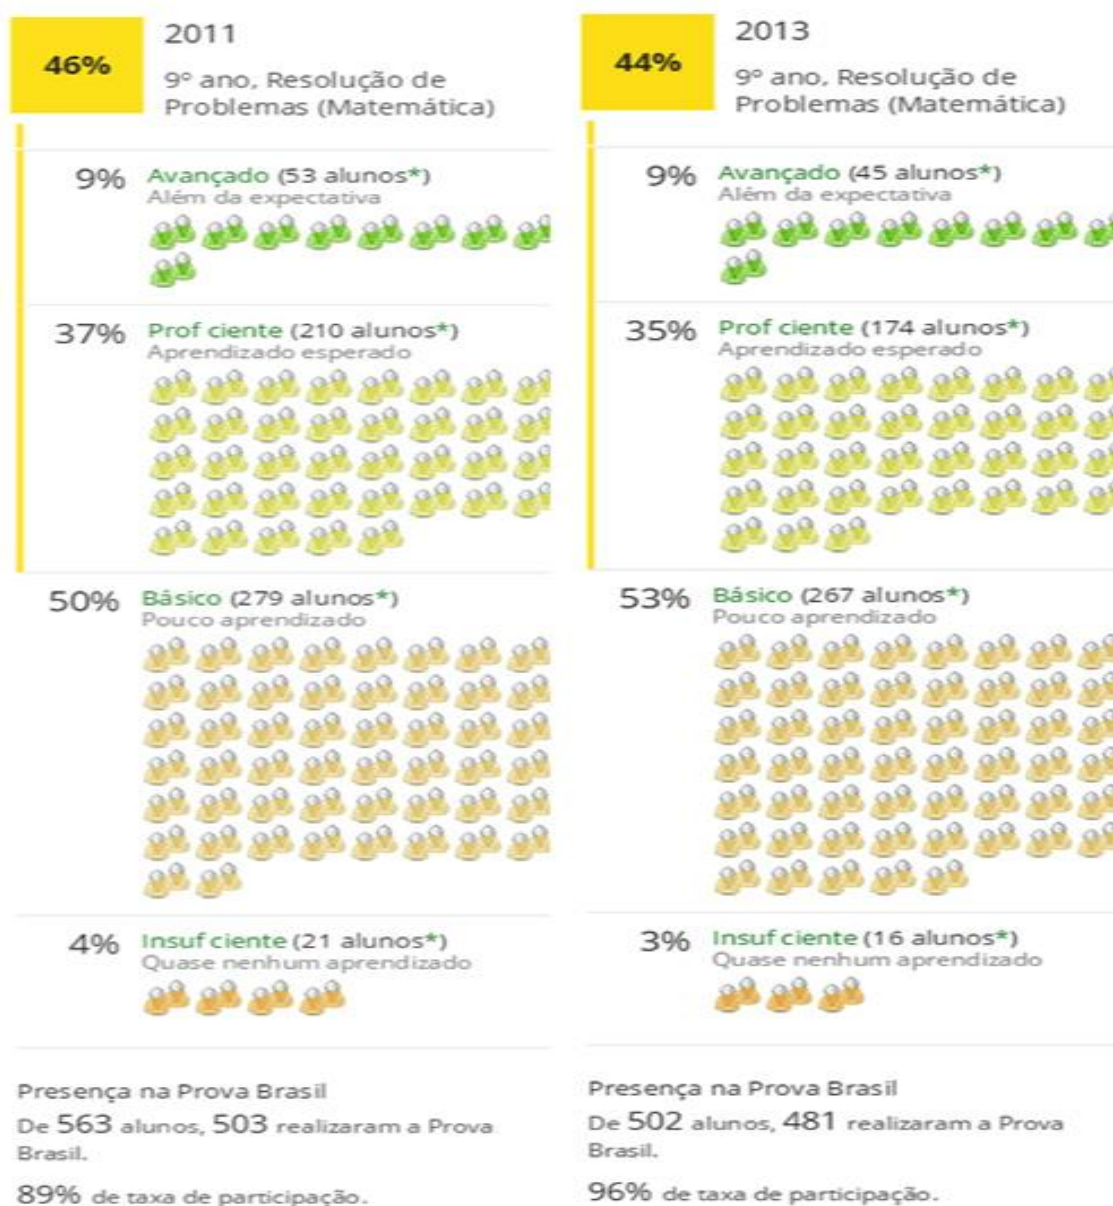 46%
2011
9º ano, Resolução de
Problemas (Matemática)
9% Avançado (53 alunos*)
Além da expectativa
37% Prof ciente (210 alunos*)
Aprendizado esperado
50% Básico (279 alunos*)
Pouco aprendizado
4% Insuf ciente (21 alunos*)
Quase nenhum aprendizado
Presença na Prova Brasil
De 563 alunos, 503 realizaram a Prova
Brasil.
89% de taxa de participação.
44%
2013
9º ano, Resolução de
Problemas (Matemática)
9% Avançado (45 alunos*)
Além da expectativa
35% Prof ciente (174 alunos*)
Aprendizado esperado
53% Básico (267 alunos*)
Pouco aprendizado
3% Insuf ciente (16 alunos*)
Quase nenhum aprendizado
Presença na Prova Brasil
De 502 alunos, 481 realizaram a Prova
Brasil.
96% de taxa de participação.